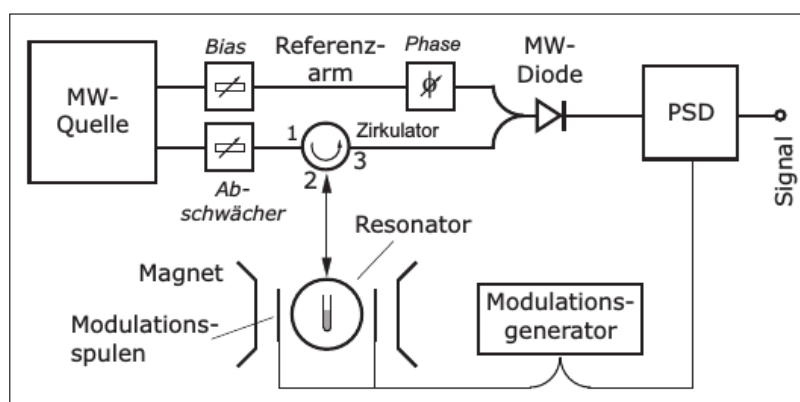 Bias
Referenz-
arm
Phase
MW-
Diode
MW-
Quelle
PSD
Signal
1
Zirkulator
2
3
Ab-
schwächer
Resonator
Magnet
Modulations-
spulen
Modulations-
generator